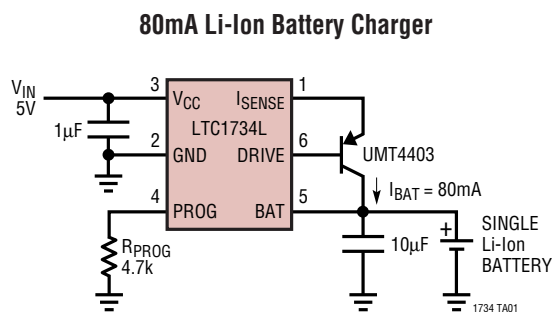 80mA Li-Ion Battery Charger
VIN
5V
1µF
3
VCC
ISENSE
1
LTC1734L
2
GND
DRIVE
6
UMT4403
IBAT = 80mA
4
PROG
BAT
5
RPROG
4.7k
10µF
+
SINGLE
Li-Ion
BATTERY
1734 TA01